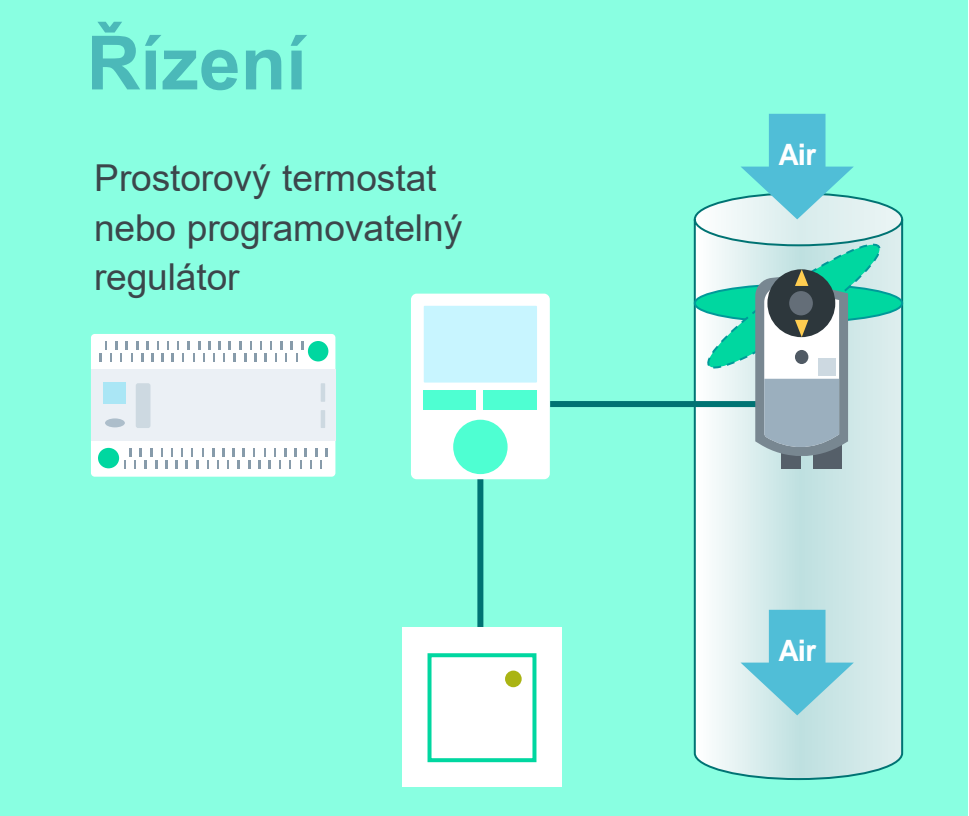 Řízení
Prostorový termostat
nebo programovatelný
regulátor
Air
Air